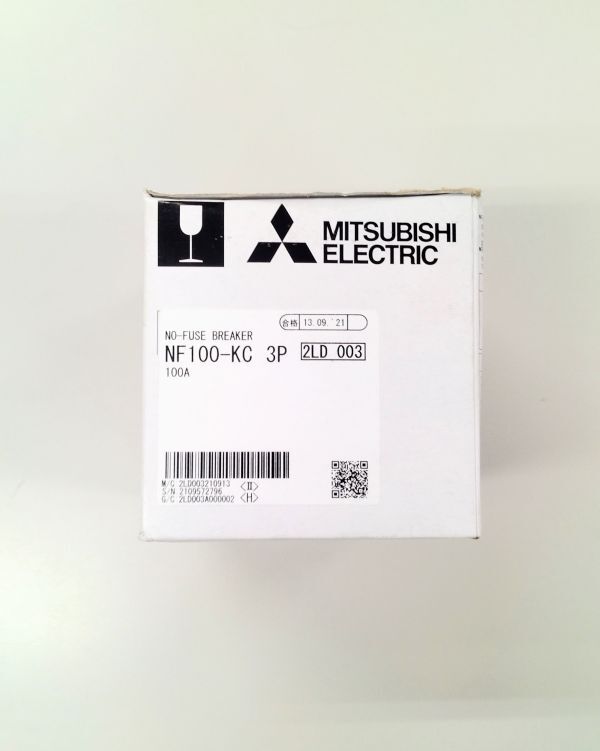 MITSUBISHI
ELECTRIC
合格 13.09.'21
NO-FUSE BREAKER
NF100-KC 3P 2LD 003
100A
M/C 2LD003210913 <II>
S/N 2109572796
G/C 2LD003A000002 <H>